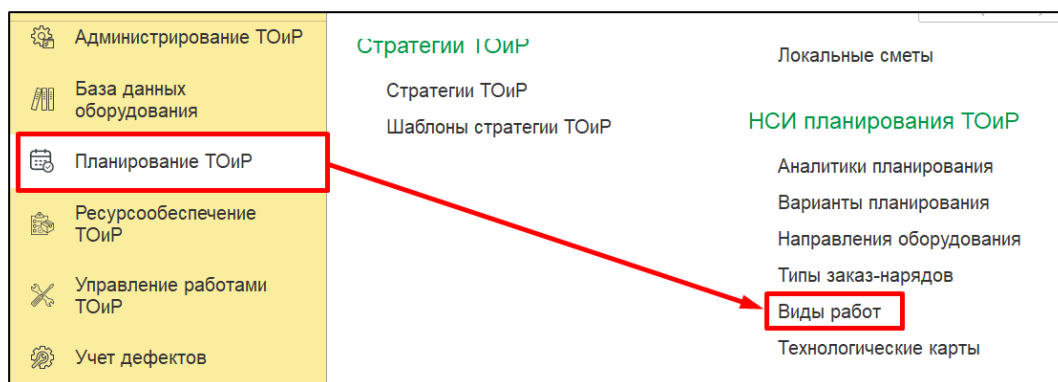 Администрирование ТОиР
База данных
оборудования
Планирование ТОиР
Ресурсообеспечение
ТОиР
Управление работами
ТОиР
Учет дефектов
Стратегии ТОиР
Стратегии ТОиР
Шаблоны стратегии ТОиР
Локальные сметы
НСИ планирования ТОиР
Аналитики планирования
Варианты планирования
Направления оборудования
Типы заказ-нарядов
Виды работ
Технологические карты